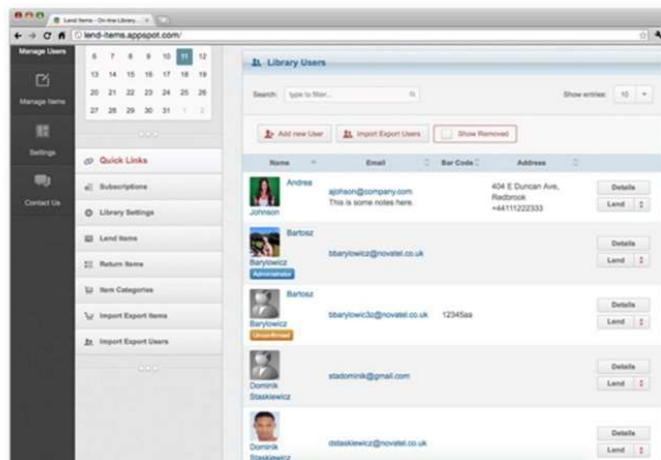 Lend Items - On-line Library...
lend-items.appspot.com/
Manage Users
Manage Items
Settings
Contact Us
6 7 8 9 10 11 12
13 14 15 16 17 18 19
20 21 22 23 24 25 26
27 28 29 30 31 1 2
Quick Links
Subscriptions
Library Settings
Lend Items
Return Items
Item Categories
Import Export Items
Import Export Users
Library Users
Search: type to filter...
Show entries: 10
Add new User
Import Export Users
Show Removed
Name Email Bar Code Address
Andrea
Johnson
ajohson@company.com
This is some notes here.
404 E Duncan Ave,
Redbrook
+44111222333
Details
Lend
Bartosz
Barylowicz
Administrator
bbarylowicz@novatel.co.uk
Details
Lend
Bartosz
Barylowicz
Unconfirmed
bbarylowic3z@novatel.co.uk
12345aa
Details
Lend
Dominik
Staskiewicz
stadominik@gmail.com
Details
Lend
Dominik
Staskiewicz
dstaskiewicz@novatel.co.uk
Details
Lend